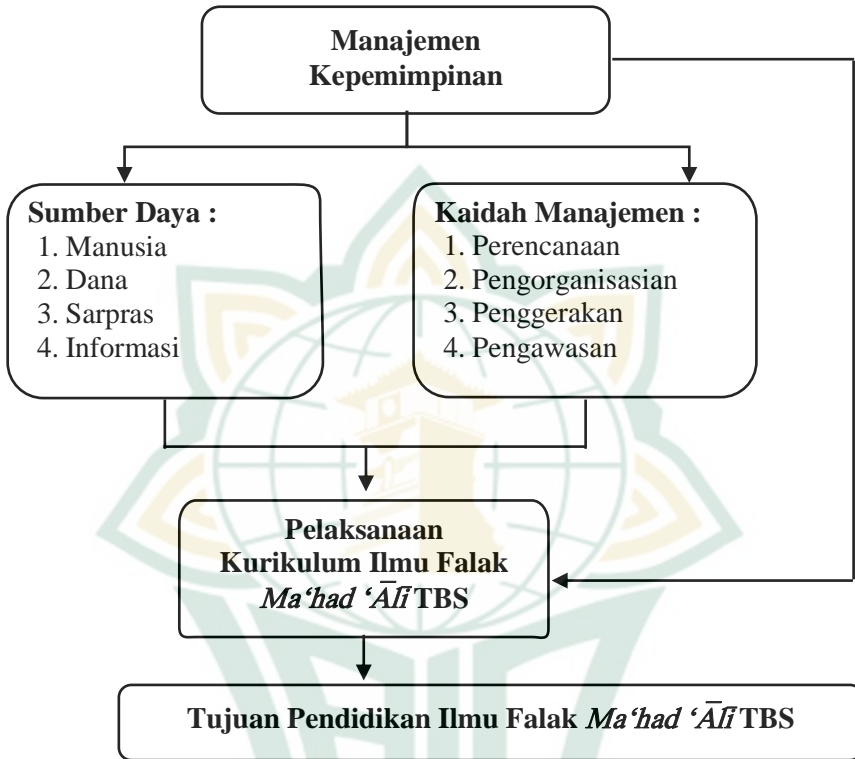 Manajemen
Kepemimpinan
Sumber Daya :
1. Manusia
2. Dana
3. Sarpras
4. Informasi
Kaidah Manajemen :
1. Perencanaan
2. Pengorganisasian
3. Penggerakan
4. Pengawasan
Pelaksanaan
Kurikulum Ilmu Falak
Ma‘had ‘Ālī TBS
Tujuan Pendidikan Ilmu Falak Ma‘had ‘Ālī TBS